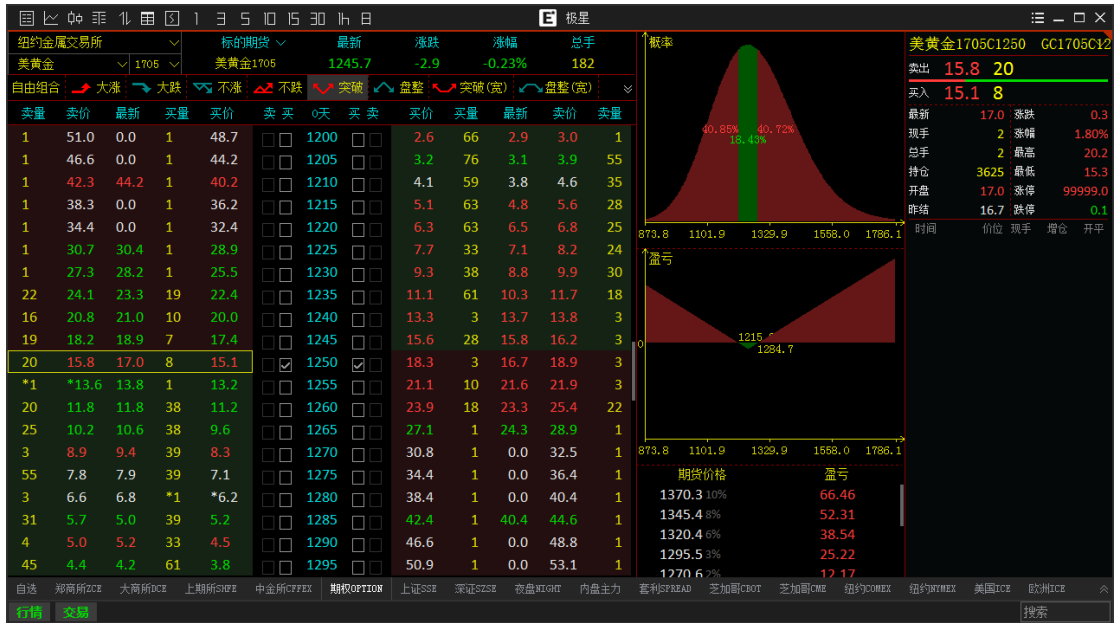 1 3 5 10 15 30 1h 日 E 极星
纽约金属交易所 标的期货 最新 涨跌 涨幅 总手
美黄金 1705 美黄金1705 1245.7 -2.9 -0.23% 182
自由组合 大涨 大跌 不涨 不跌 突破 盘整 突破(宽) 盘整(宽)
卖量 卖价 最新 买量 买价 卖 买 0天 买 卖 买价 买量 最新 卖价 卖量
1 51.0 0.0 1 48.7 1200 2.6 66 2.9 3.0 1
1 46.6 0.0 1 44.2 1205 3.2 76 3.1 3.9 55
1 42.3 44.2 1 40.2 1210 4.1 59 3.8 4.6 35
1 38.3 0.0 1 36.2 1215 5.1 63 4.8 5.6 28
1 34.4 0.0 1 32.4 1220 6.3 63 6.5 6.8 25
1 30.7 30.4 1 28.9 1225 7.7 33 7.1 8.2 24
1 27.3 28.2 1 25.5 1230 9.3 38 8.8 9.9 30
22 24.1 23.3 19 22.4 1235 11.1 61 10.3 11.7 18
16 20.8 21.0 10 20.0 1240 13.3 3 13.7 13.8 3
19 18.2 18.9 7 17.4 1245 15.6 28 15.8 16.2 3
20 15.8 17.0 8 15.1 1250 18.3 3 16.7 18.9 3
*1 *13.6 13.8 1 13.2 1255 21.1 10 21.6 21.9 3
20 11.8 11.8 38 11.2 1260 23.9 18 23.3 25.4 22
25 10.2 10.6 38 9.6 1265 27.1 1 24.3 28.9 1
3 8.9 9.4 39 8.3 1270 30.8 1 0.0 32.5 1
55 7.8 7.9 39 7.1 1275 34.4 1 0.0 36.4 1
3 6.6 6.8 *1 *6.2 1280 38.4 1 0.0 40.4 1
31 5.7 5.0 39 5.2 1285 42.4 1 40.4 44.6 1
4 5.0 5.2 33 4.5 1290 46.6 1 0.0 48.8 1
45 4.4 4.2 61 3.8 1295 50.9 1 0.0 53.1 1
概率
40.85% 40.72%
18.43%
873.8 1101.9 1329.9 1558.0 1786.1
盈亏
0
1215
1284.7
873.8 1101.9 1329.9 1558.0 1786.1
期货价格 盈亏
1370.3 10% 66.46
1345.4 8% 52.31
1320.4 6% 38.54
1295.5 3% 25.22
1270.6 2% 12.17
美黄金1705C1250 GC1705C12
卖出 15.8 20
买入 15.1 8
最新 17.0 涨跌 0.3
现手 2 涨幅 1.80%
总手 2 最高 20.2
持仓 3625 最低 15.3
开盘 17.0 涨停 99999.0
昨结 16.7 跌停 0.1
时间 价位 现手 增仓 开平
自选 郑商所ZCE 大商所DCE 上期所SHFE 中金所CFFEX 期权OPTION 上证SSE 深证SZSE 夜盘NIGHT 内盘主力 套利SPREAD 芝加哥CBOT 芝加哥CME 纽约COMEX 纽约NYMEX 美国ICE 欧洲ICE
行情 交易 搜索